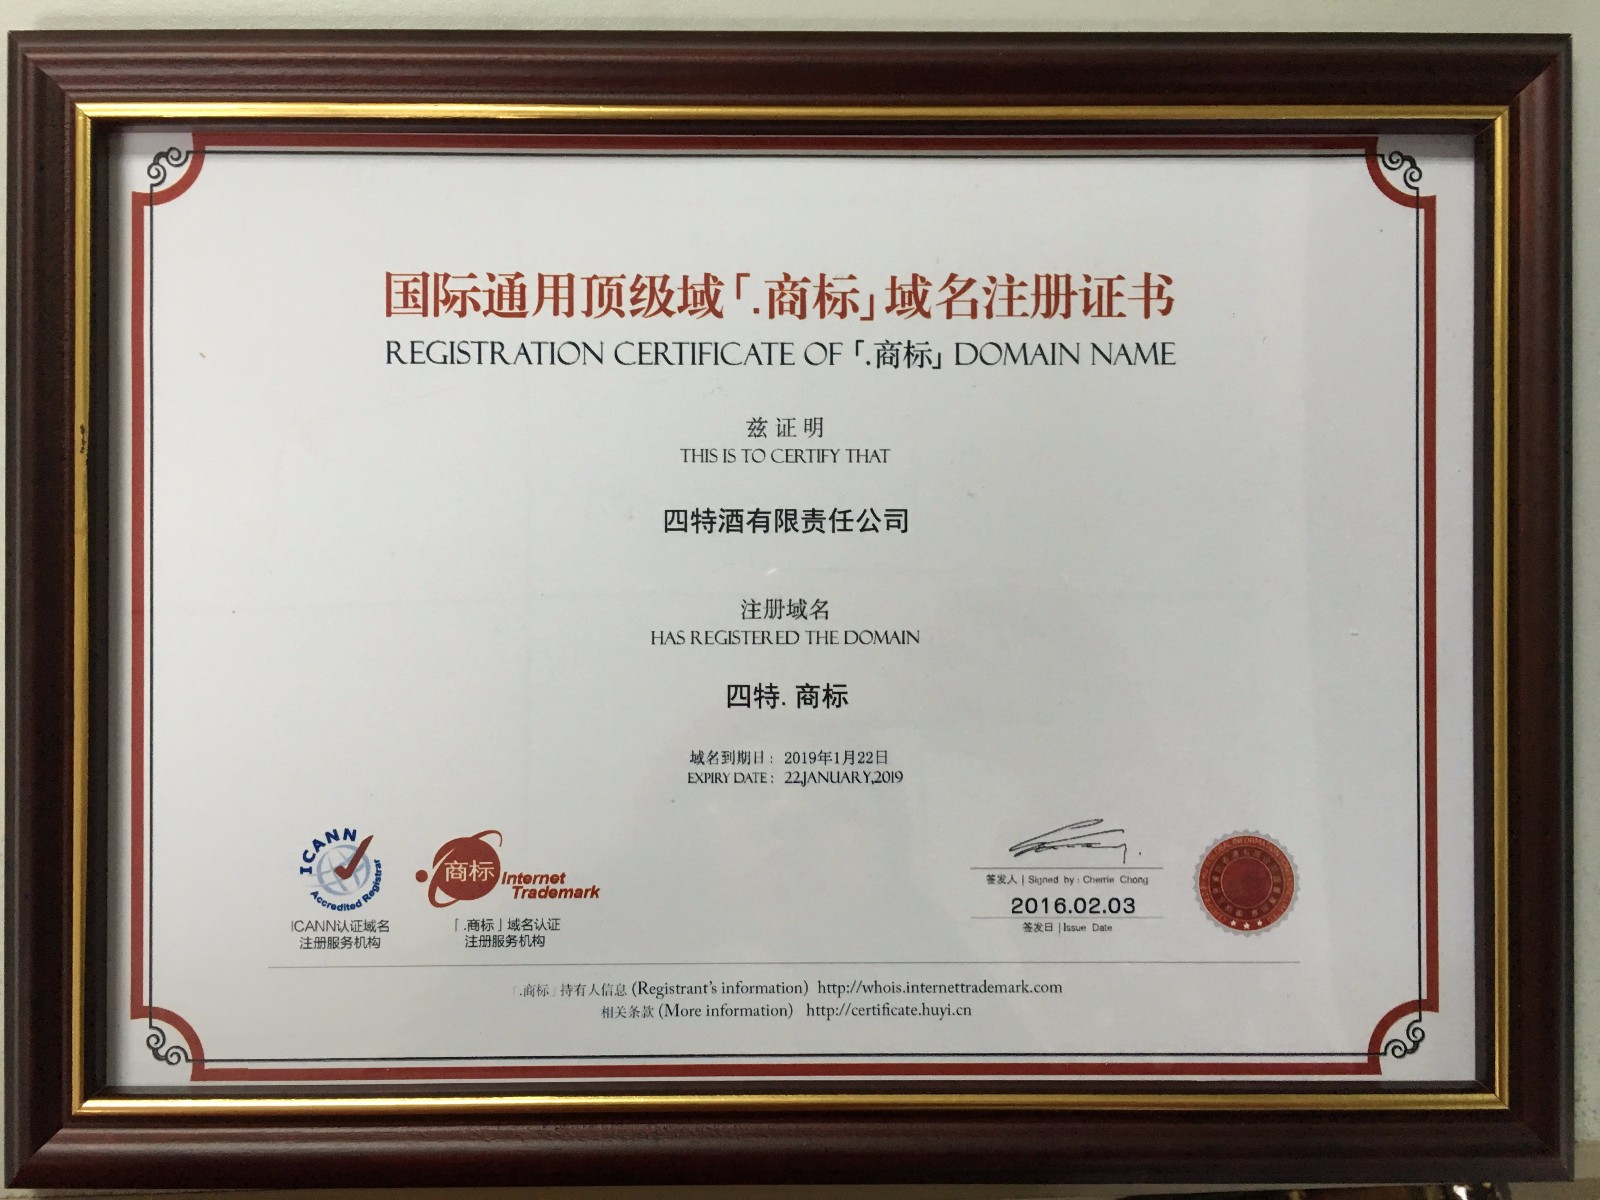 国际通用顶级域「.商标」域名注册证书
REGISTRATION CERTIFICATE OF「.商标」DOMAIN NAME
兹证明
THIS IS TO CERTIFY THAT
四特酒有限责任公司
注册域名
HAS REGISTERED THE DOMAIN
四特.商标
域名到期日：2019年1月22日
EXPIRY DATE：22,JANUARY,2019
ICANN
Accredited Registrar
ICANN认证域名
注册服务机构
商标 Internet
Trademark
「.商标」域名认证
注册服务机构
签发人 | Signed by : Cherrie Chong
2016.02.03
签发日 | Issue Date
「.商标」持有人信息 (Registrant's information) http://whois.internettrademark.com
相关条款 (More information) http://certificate.huyi.cn